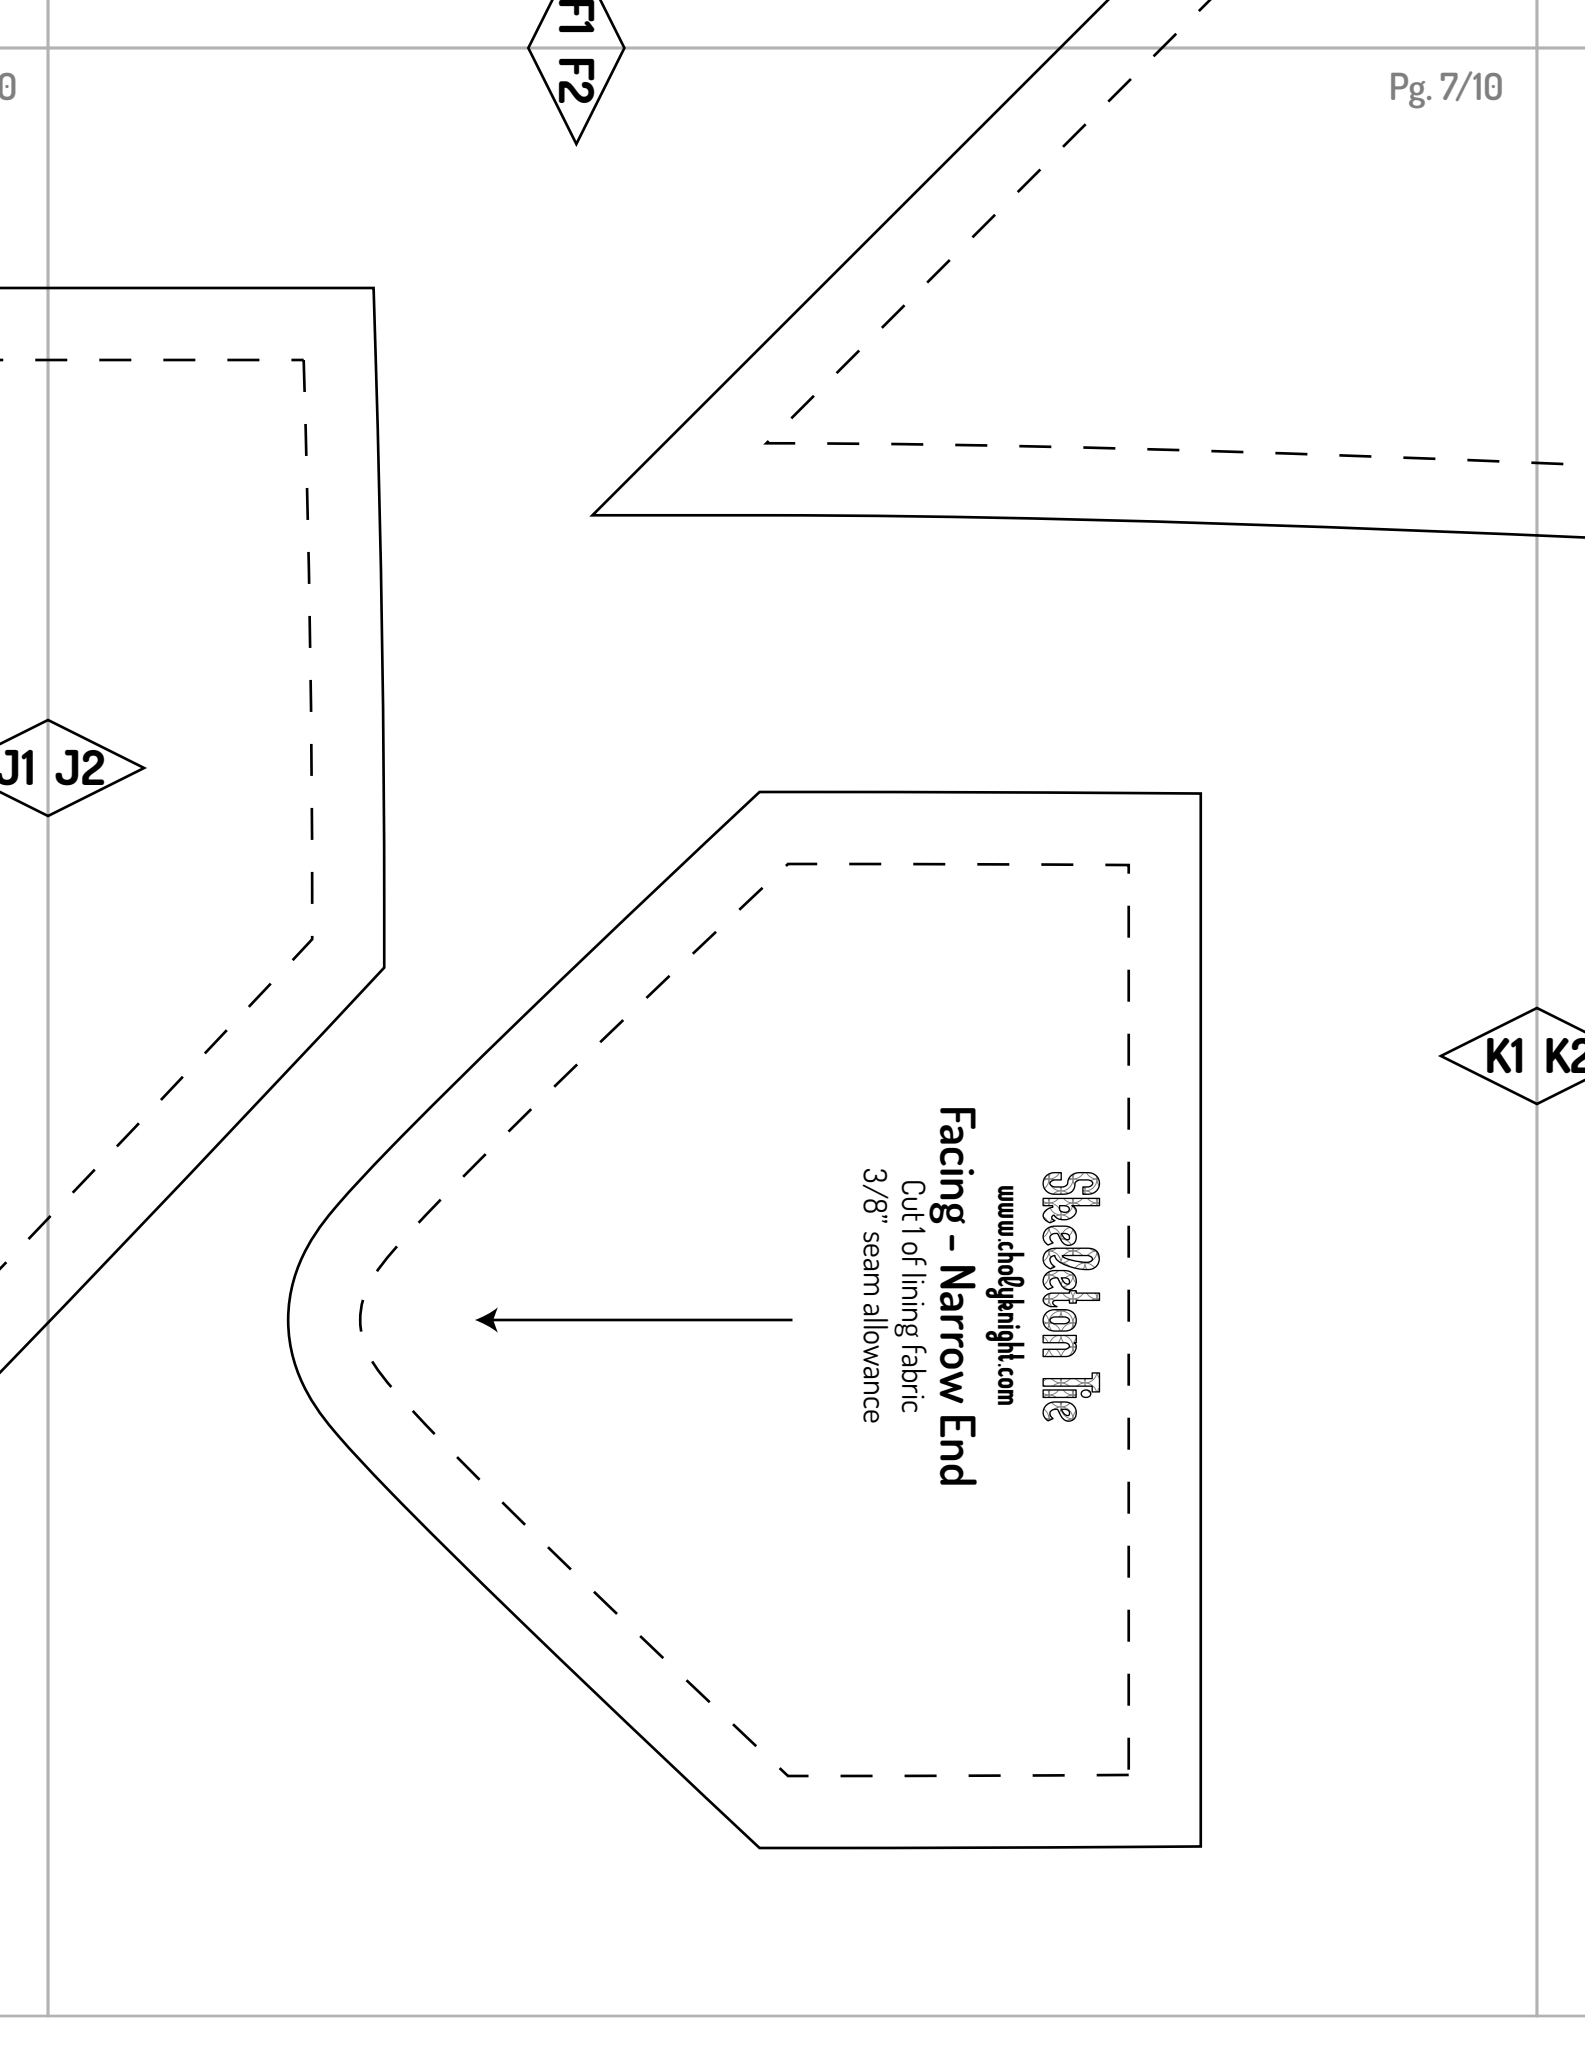 F1 F2
0
Pg. 7/10
J1 J2
K1 K2
Skeleton Tie
www.chollyknight.com
Facing – Narrow End
Cut 1 of lining fabric
3/8” seam allowance